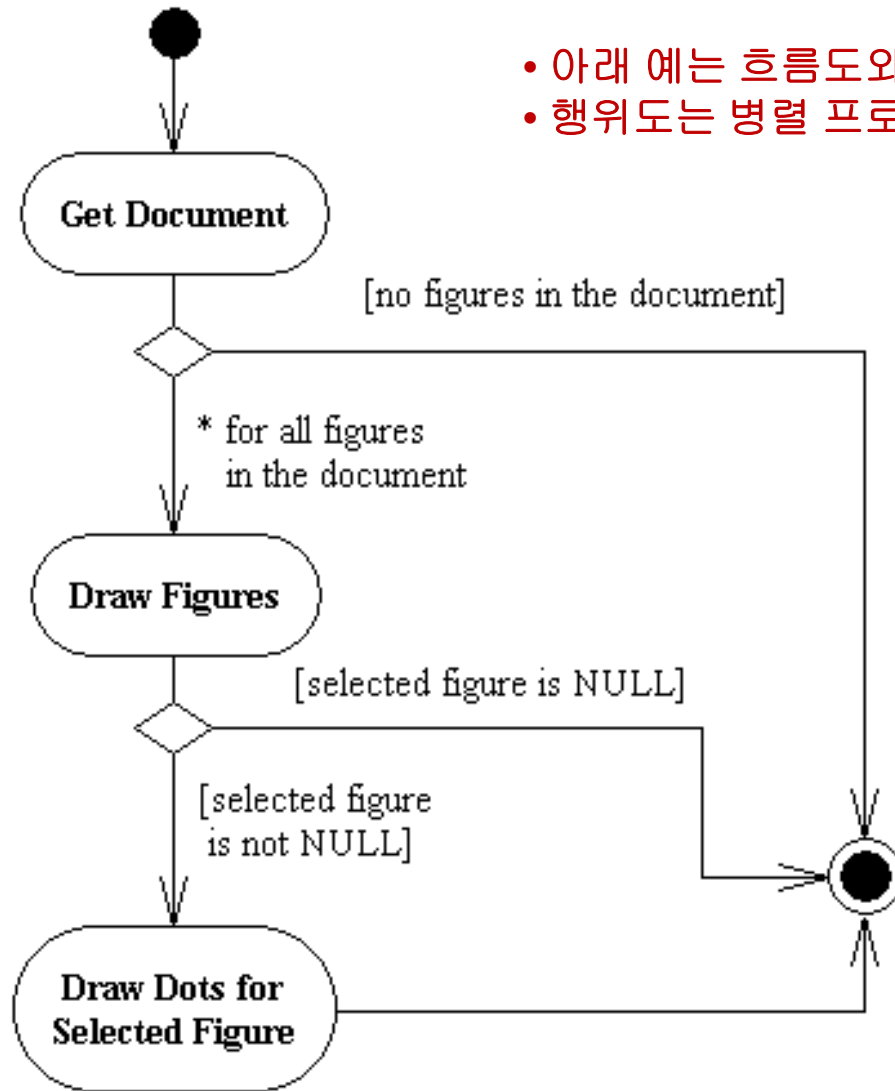 • 아래 예는 흐름도와
• 행위도는 병렬 프로
Get Document
[no figures in the document]
* for all figures
in the document
Draw Figures
[selected figure is NULL]
[selected figure
is not NULL]
Draw Dots for
Selected Figure